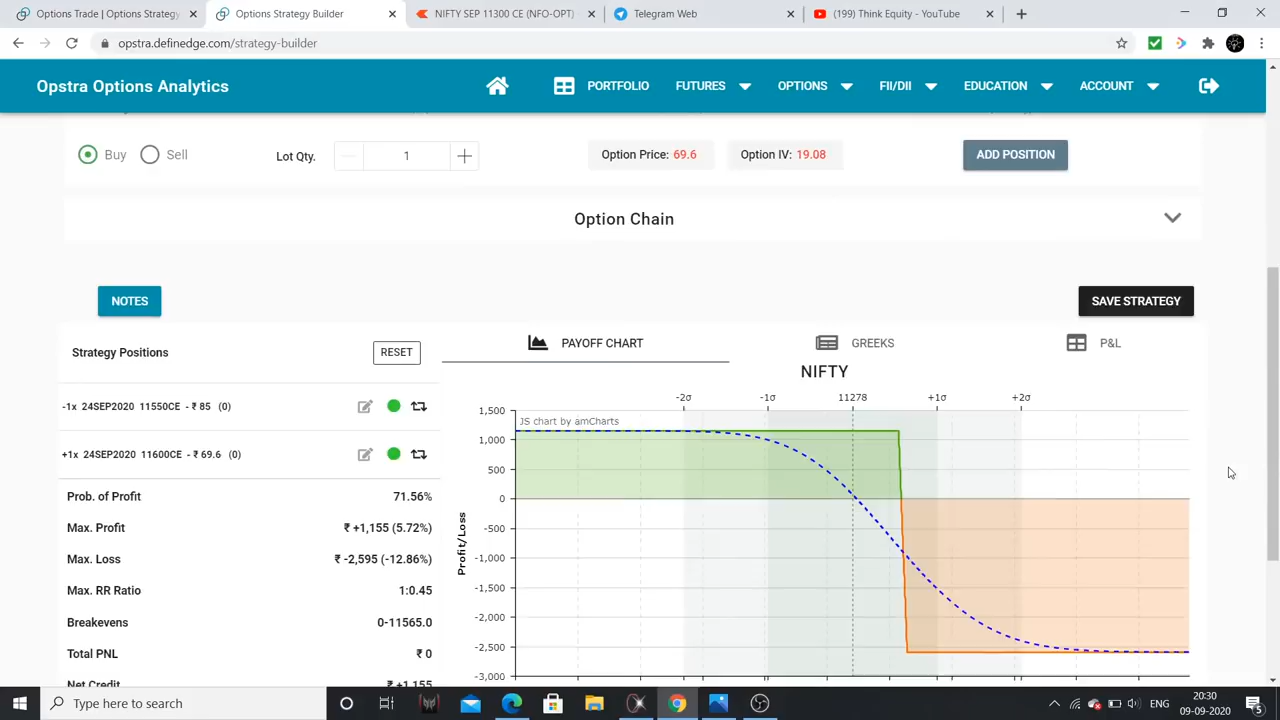 Options Trade | Options Strategy
Options Strategy Builder
NIFTY SEP 11300 CE (NFO-OPT)
Telegram Web
(199) Think Equity - YouTube
opstra.definedge.com/strategy-builder
Opstra Options Analytics
PORTFOLIO
FUTURES
OPTIONS
FII/DII
EDUCATION
ACCOUNT
Buy
Sell
Lot Qty.
1
Option Price: 69.6
Option IV: 19.08
ADD POSITION
Option Chain
NOTES
SAVE STRATEGY
Strategy Positions
RESET
PAYOFF CHART
GREEKS
P&L
-1x 24SEP2020 11550CE - ₹ 85 (0)
+1x 24SEP2020 11600CE - ₹ 69.6 (0)
Prob. of Profit 71.56%
Max. Profit ₹ +1,155 (5.72%)
Max. Loss ₹ -2,595 (-12.86%)
Max. RR Ratio 1:0.45
Breakevens 0-11565.0
Total PNL ₹ 0
Net Credit ₹ +1,155
NIFTY
-2σ -1σ 11278 +1σ +2σ
JS chart by amCharts
1,500
1,000
500
0
-500
-1,000
-1,500
-2,000
-2,500
-3,000
Profit/Loss
Type here to search
ENG
20:30
09-09-2020
5